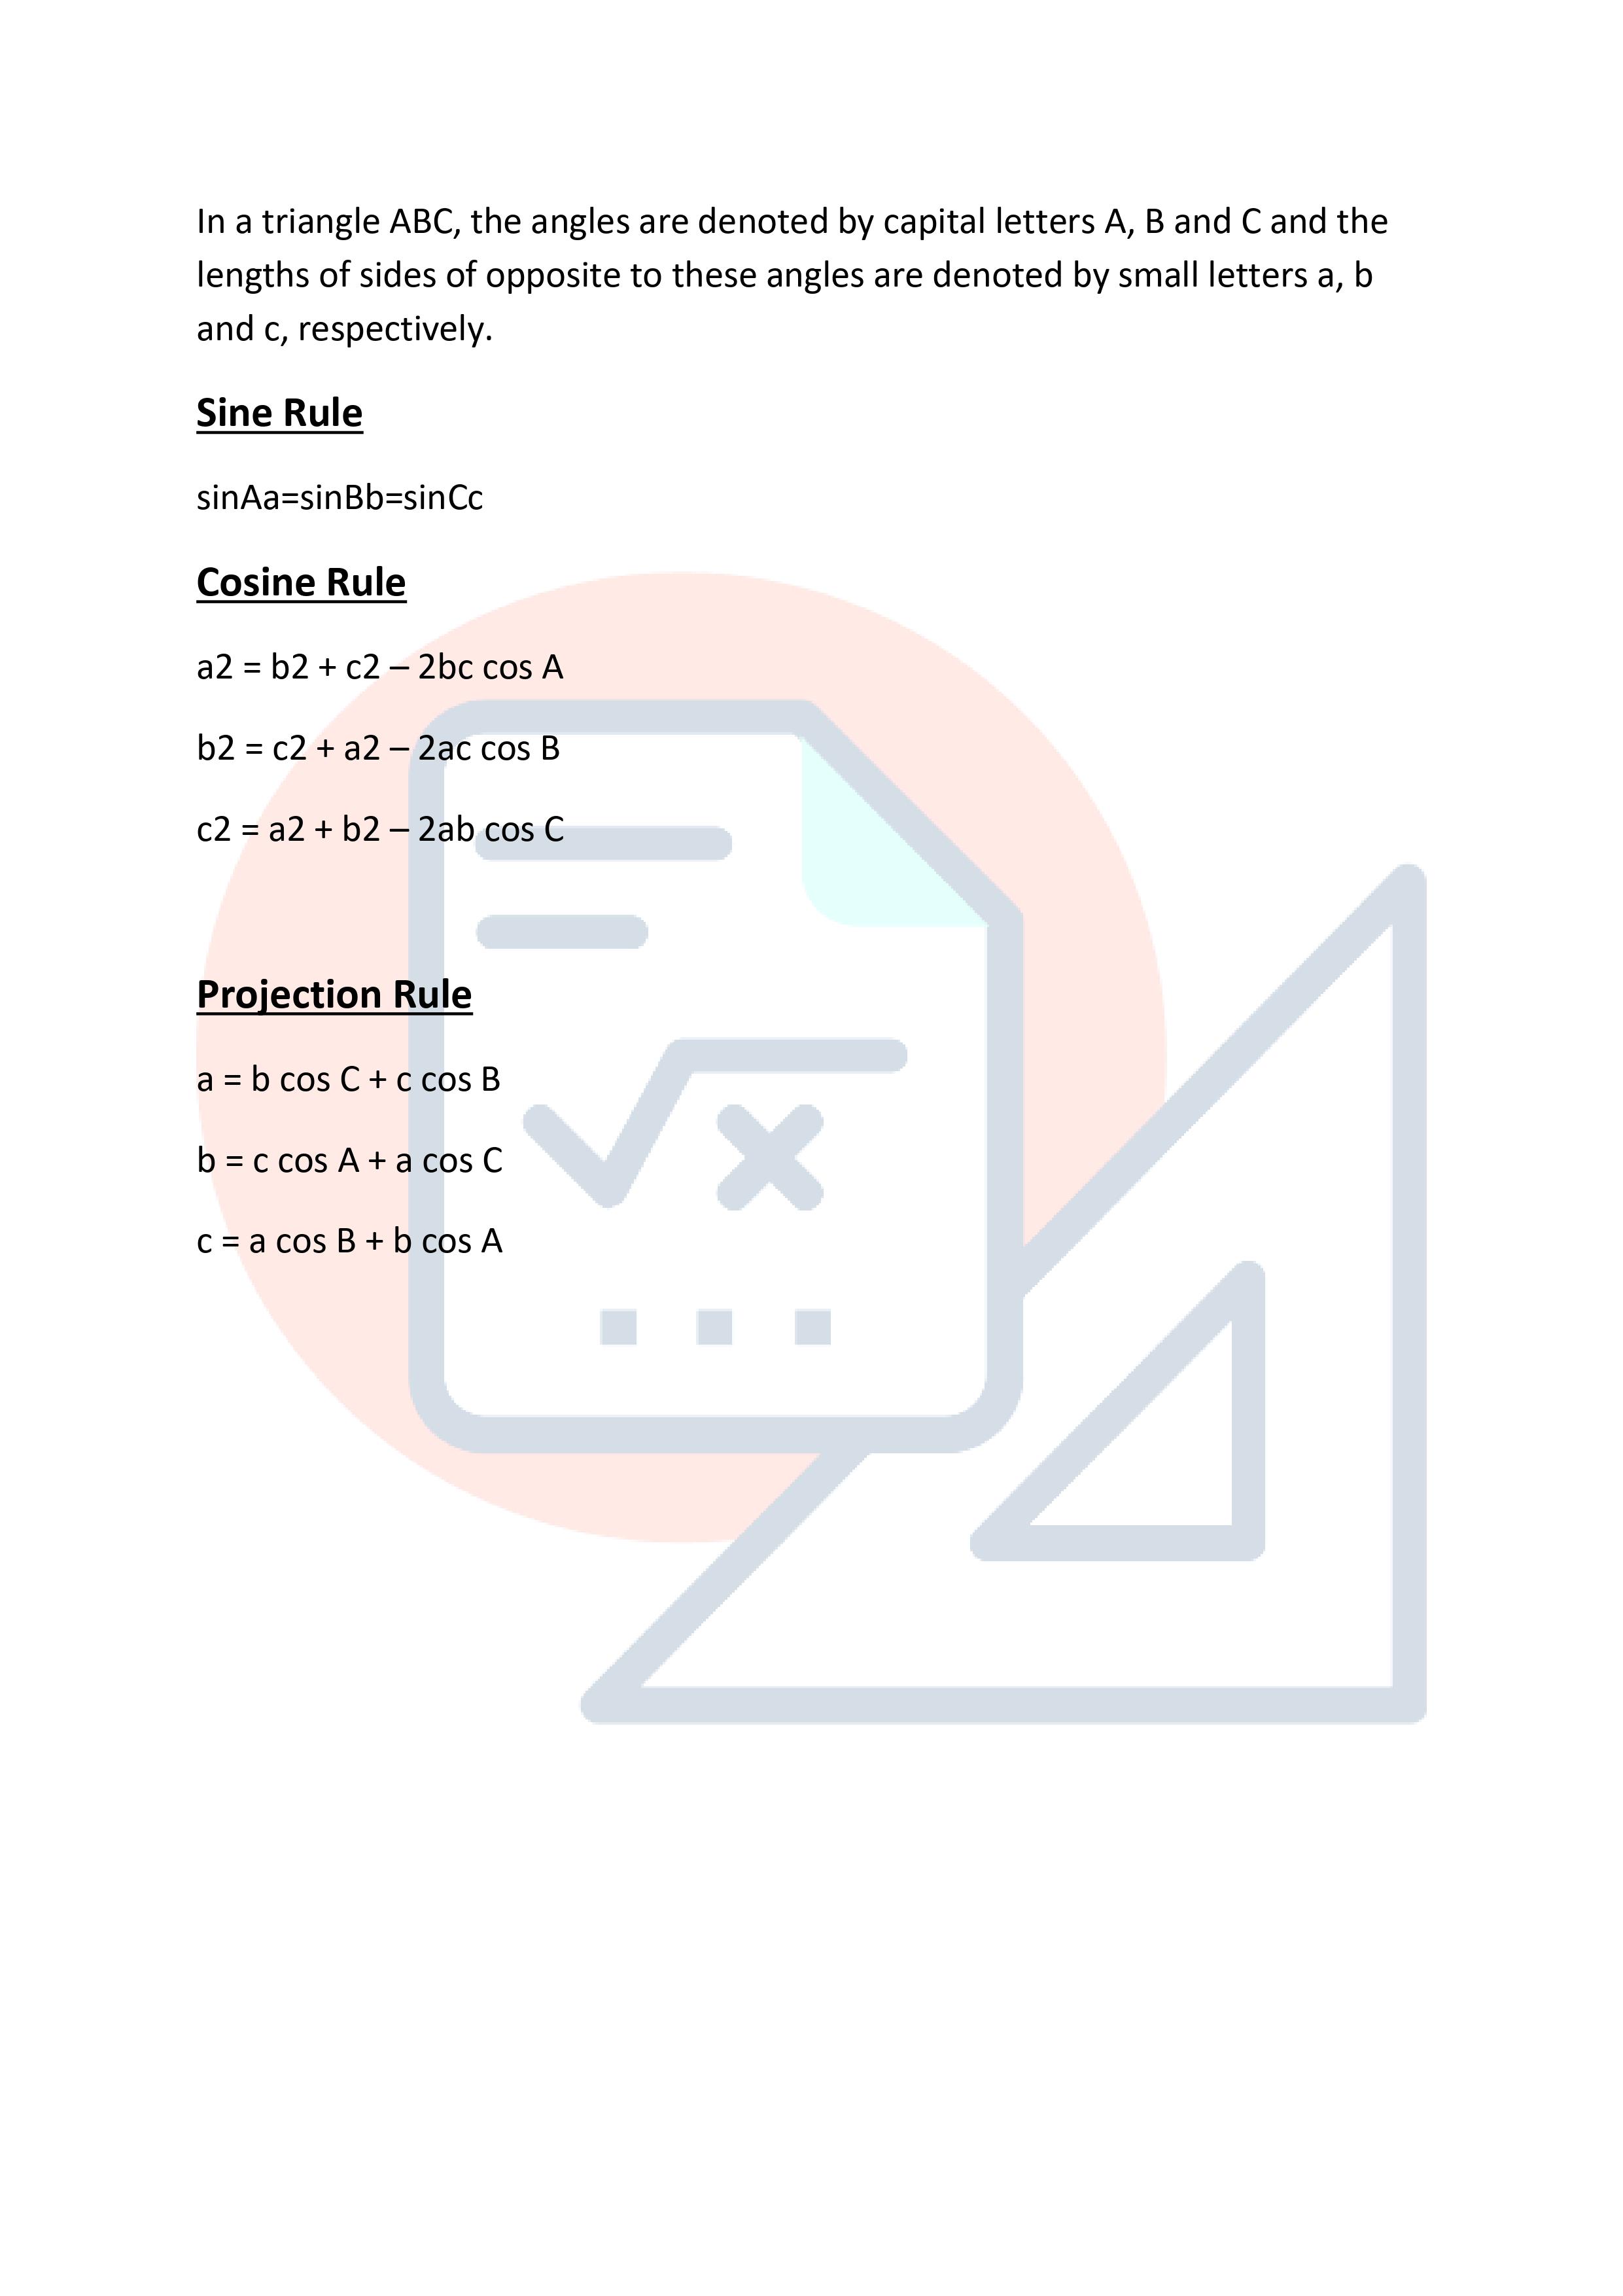 In a triangle ABC, the angles are denoted by capital letters A, B and C and the
lengths of sides of opposite to these angles are denoted by small letters a, b
and c, respectively.
Sine Rule
sinAa=sinBb=sinCc
Cosine Rule
a2 = b2 + c2 – 2bc cos A
b2 = c2 + a2 – 2ac cos B
c2 = a2 + b2 – 2ab cos C
Projection Rule
a = b cos C + c cos B
b = c cos A + a cos C
c = a cos B + b cos A